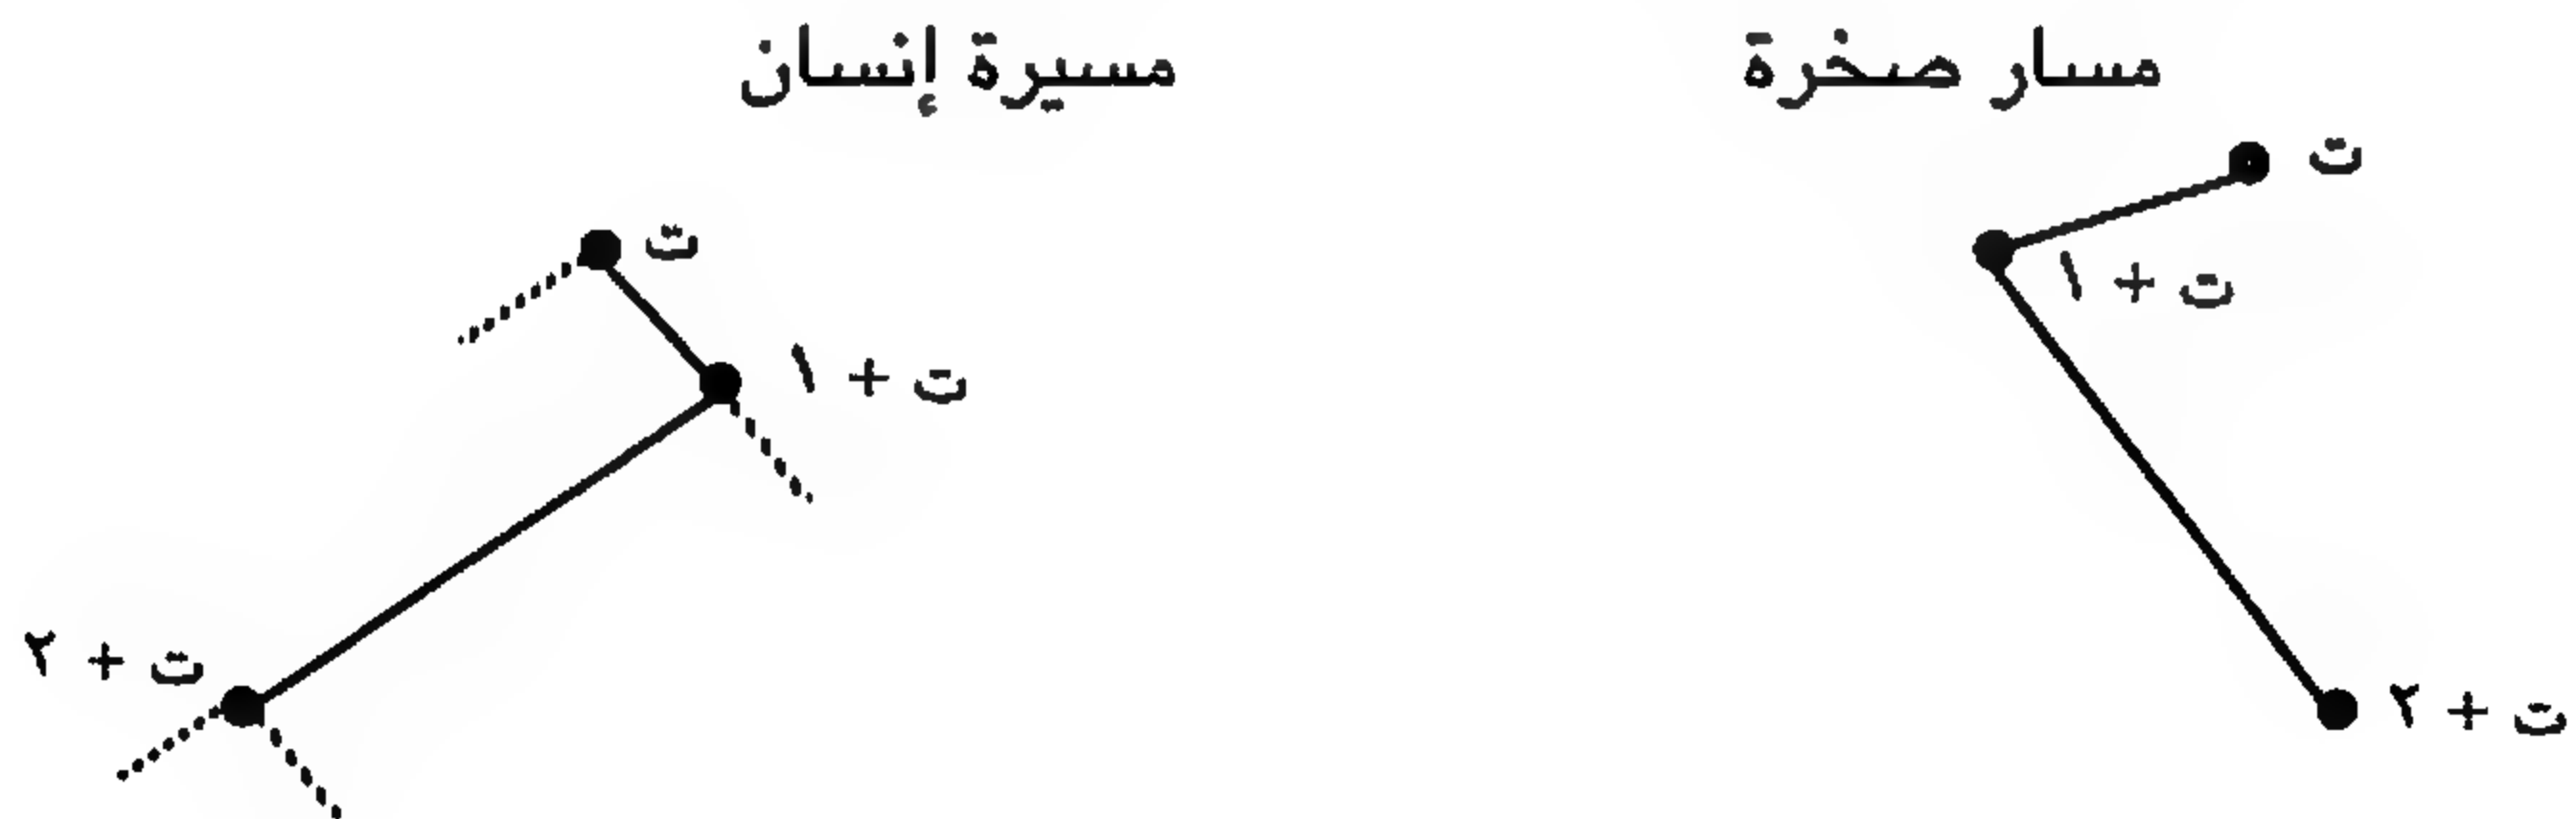 مسار صخرة
ت
ت + ١
ت + ٢
مسيرة إنسان
ت
ت + ١
ت + ٢